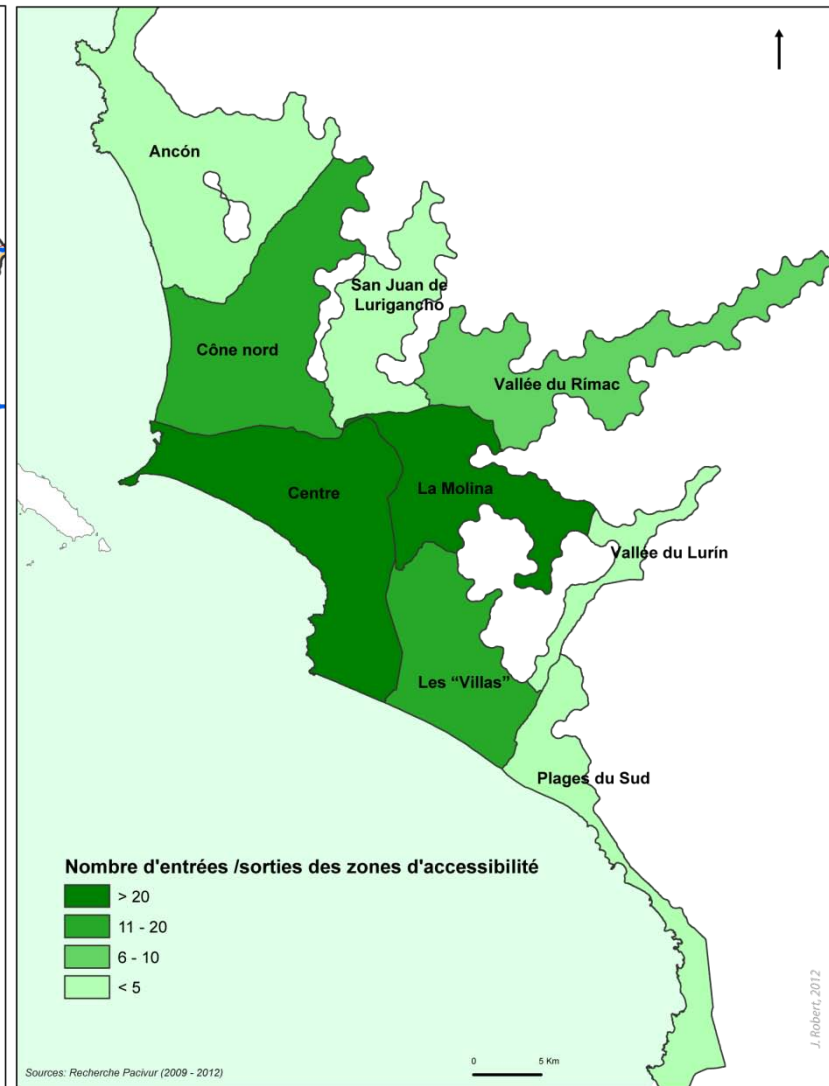 Ancón
San Juan de
Lurigancho
Cône nord
Vallée du Rímac
Centre
La Molina
Vallée du Lurín
Les “Villas”
Plages du Sud
Nombre d'entrées /sorties des zones d'accessibilité
> 20
11 - 20
6 - 10
< 5
0 5 Km
Sources: Recherche Pacivur (2009 - 2012)
J. Robert, 2012